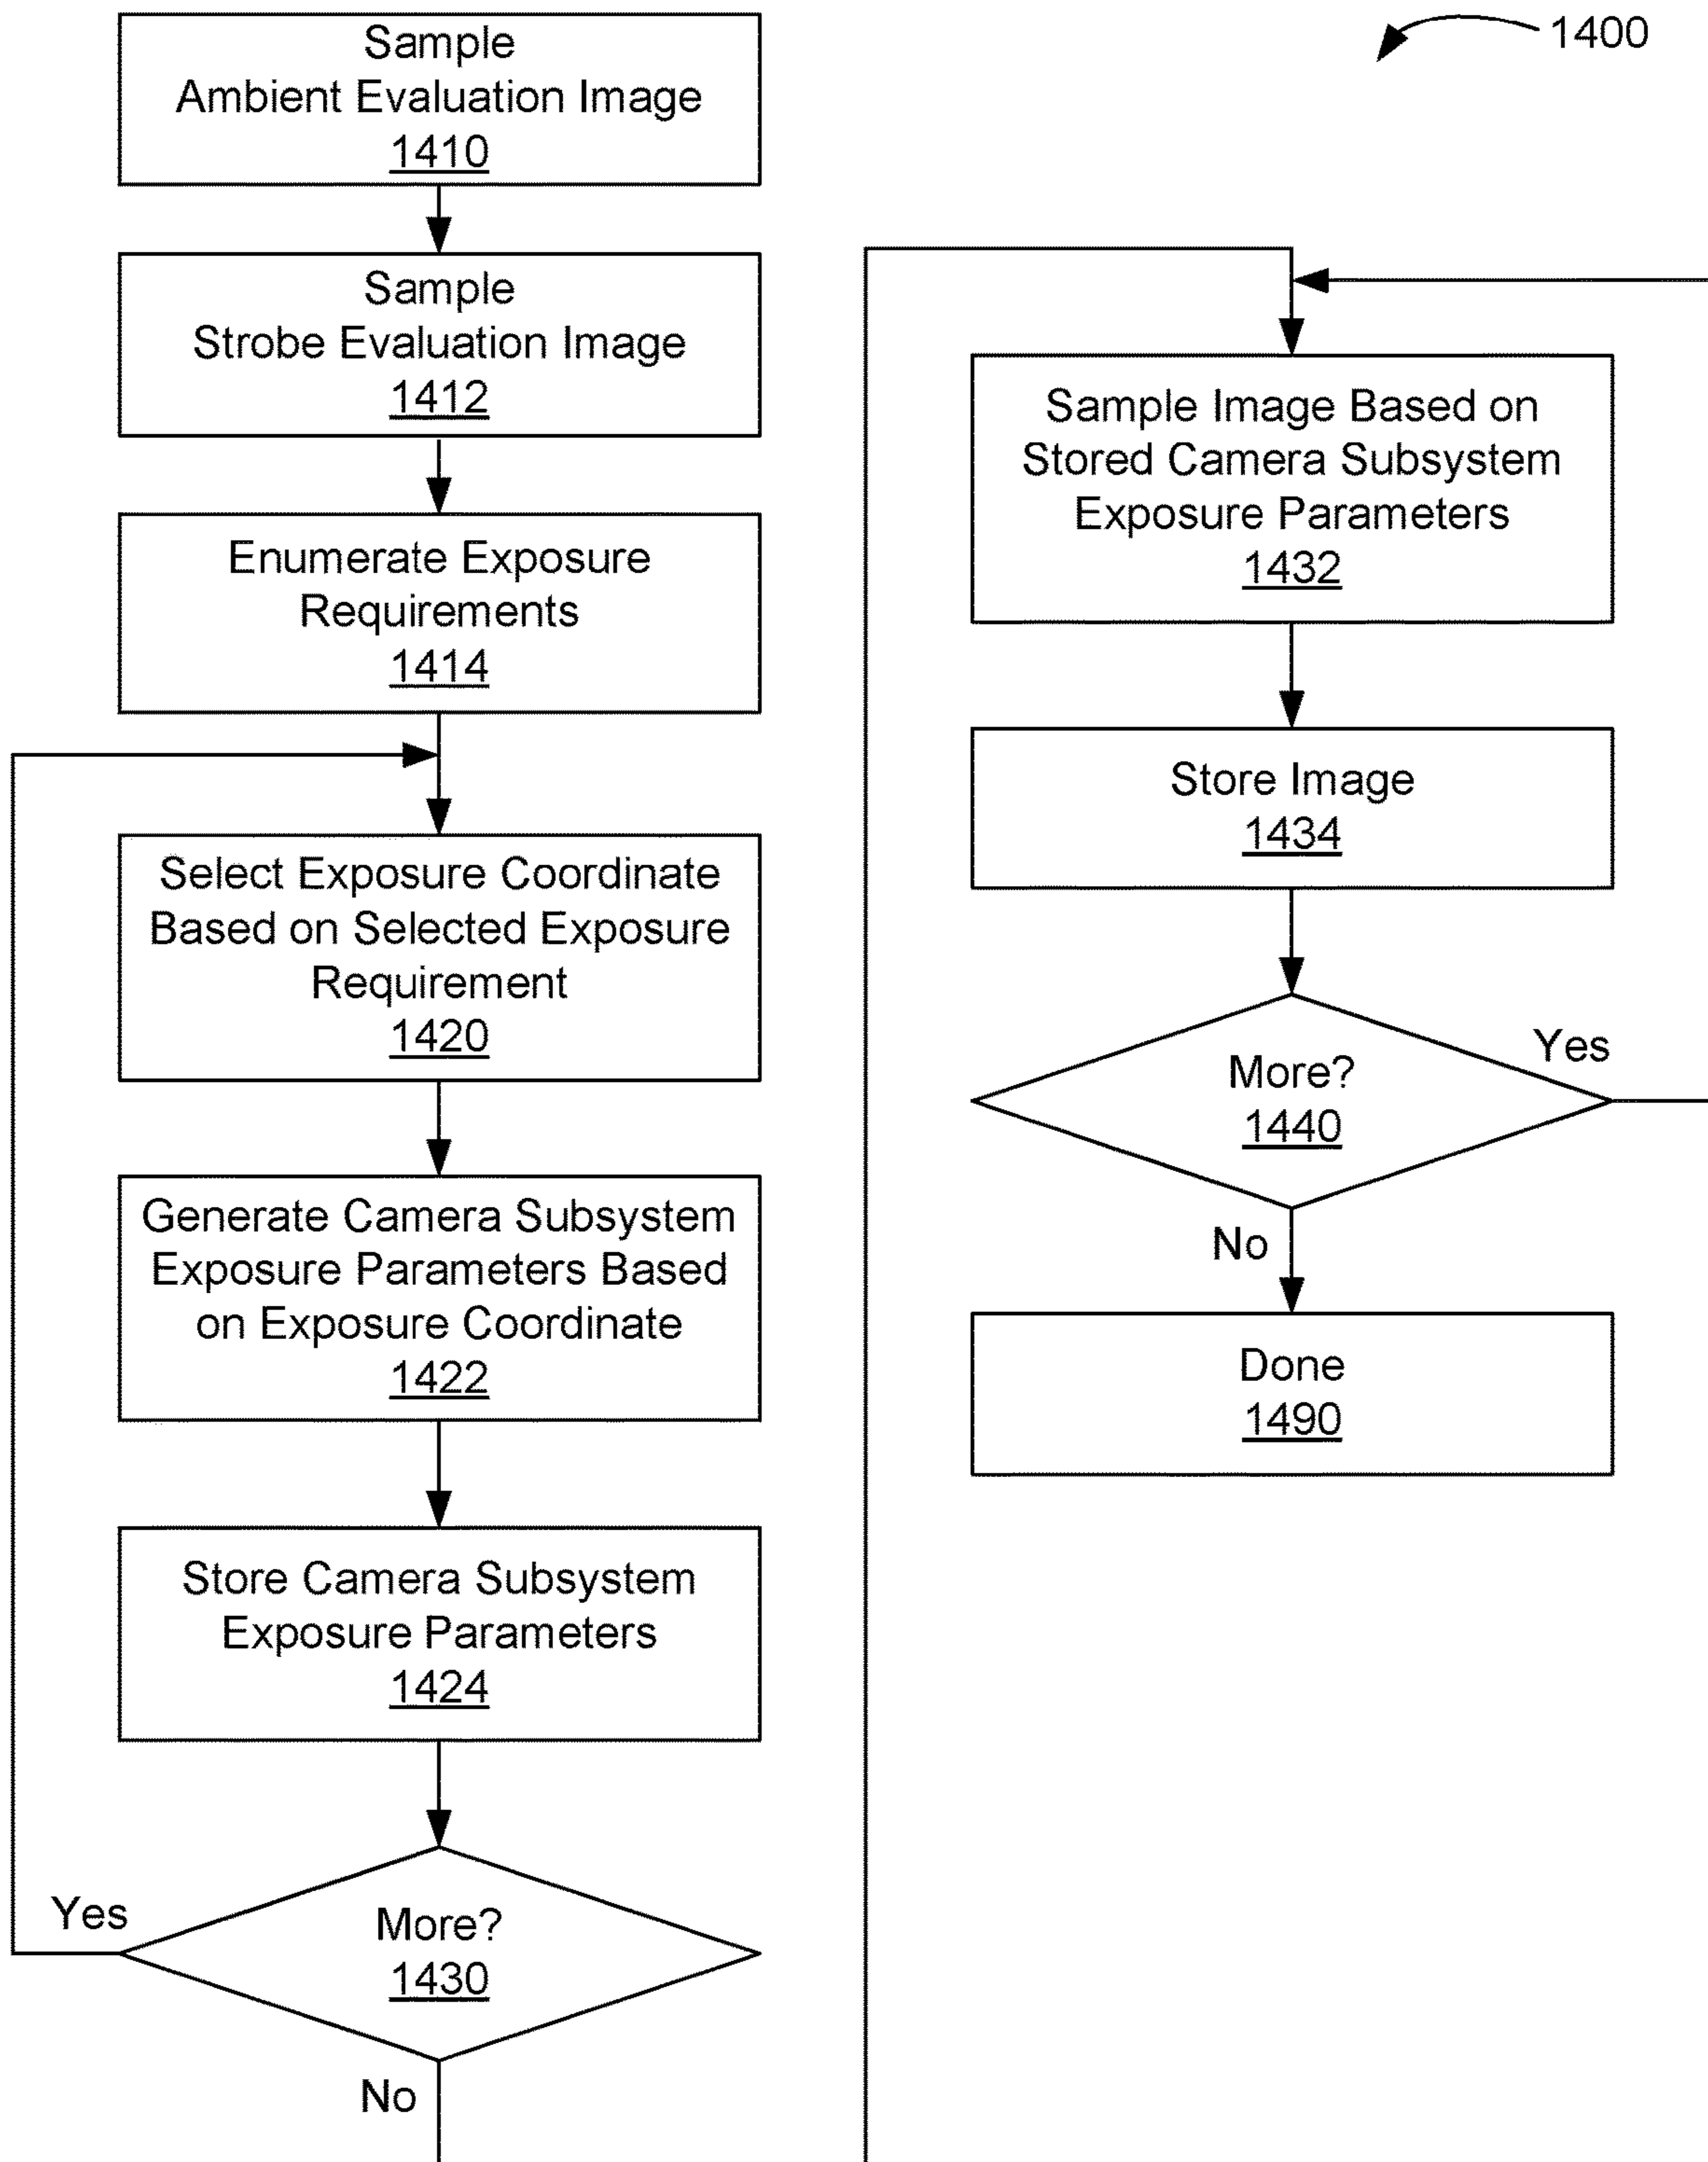 1400
Sample
Ambient Evaluation Image
1410
Sample
Strobe Evaluation Image
1412
Enumerate Exposure
Requirements
1414
Select Exposure Coordinate
Based on Selected Exposure
Requirement
1420
Generate Camera Subsystem
Exposure Parameters Based
on Exposure Coordinate
1422
Store Camera Subsystem
Exposure Parameters
1424
Yes
More?
1430
No
Sample Image Based on
Stored Camera Subsystem
Exposure Parameters
1432
Store Image
1434
Yes
More?
1440
No
Done
1490